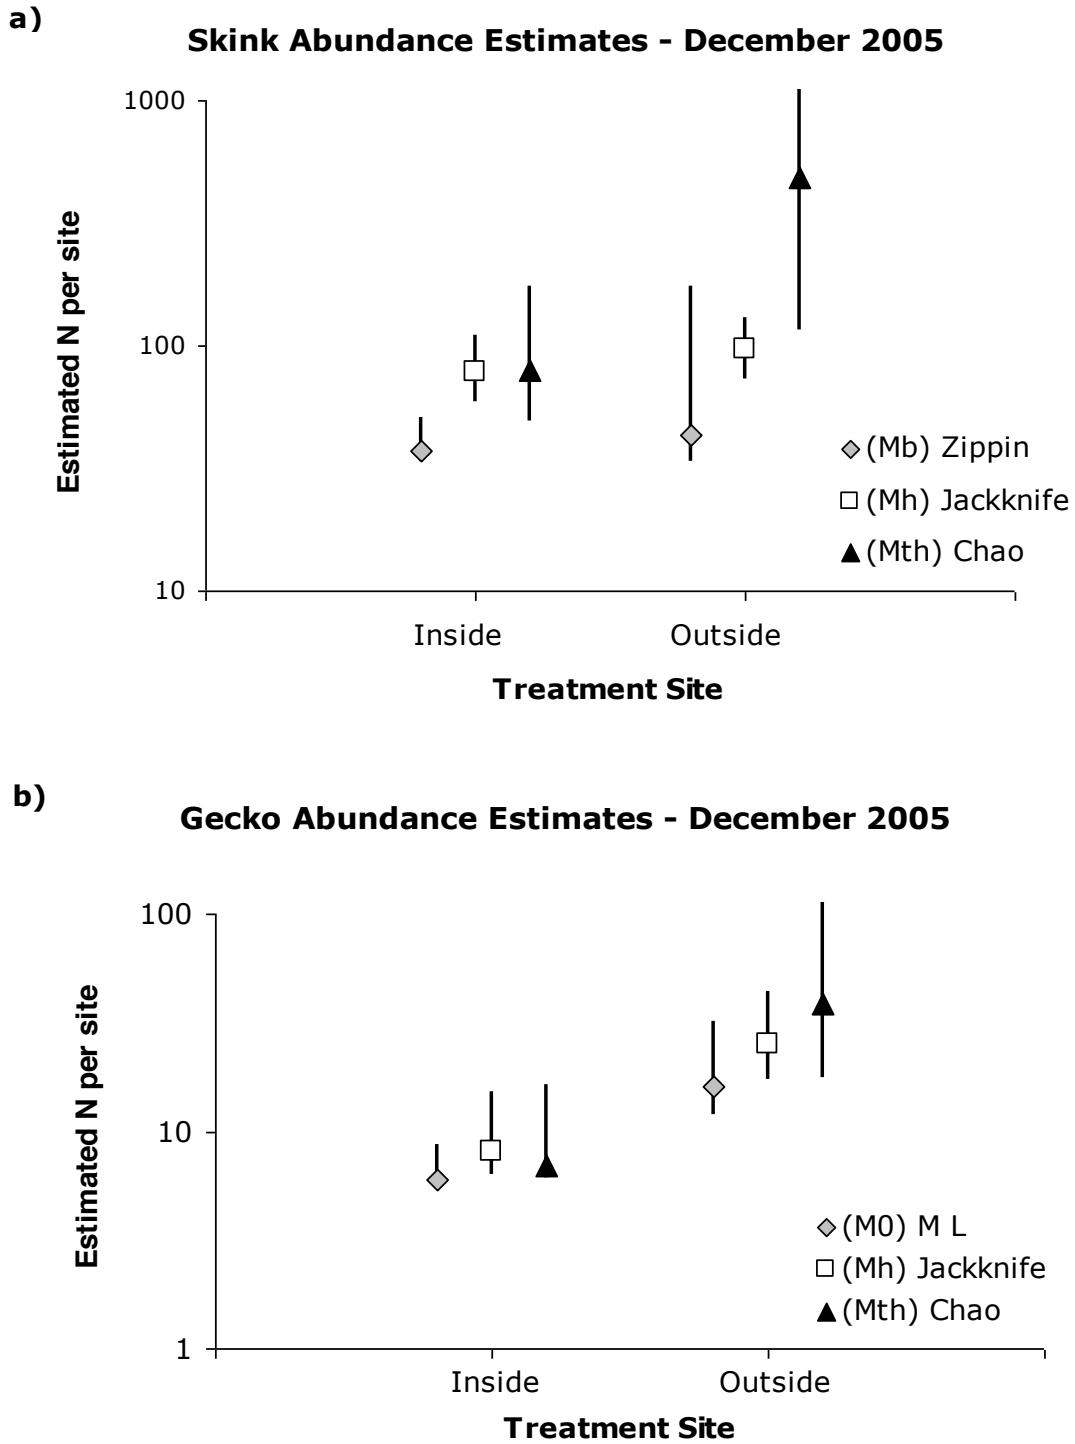 a)
Skink Abundance Estimates - December 2005
1000
100
10
Estimated N per site
(Mb) Zippin
(Mh) Jackknife
(Mth) Chao
Inside
Outside
Treatment Site
b)
Gecko Abundance Estimates - December 2005
100
10
1
Estimated N per site
(M0) M L
(Mh) Jackknife
(Mth) Chao
Inside
Outside
Treatment Site